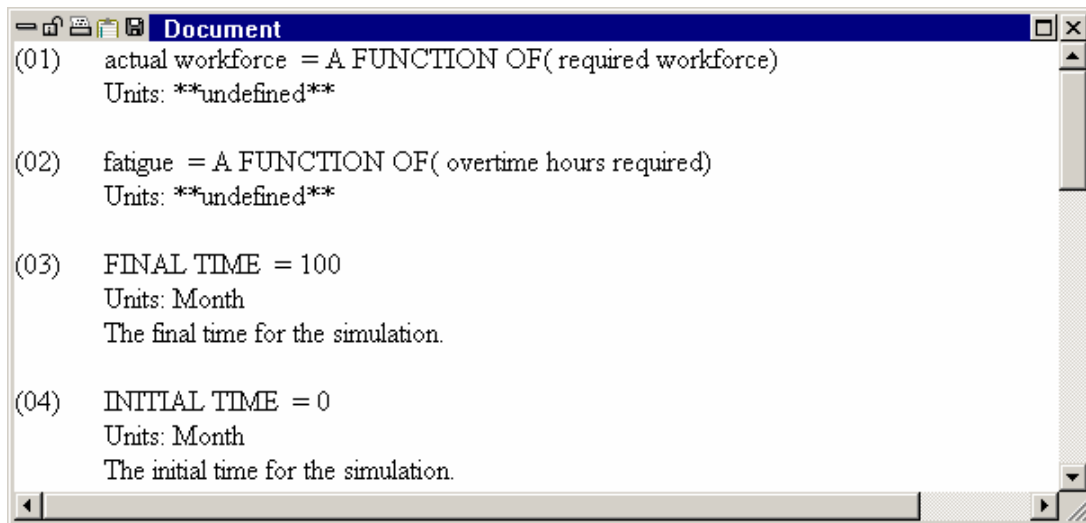 Document
(01) actual workforce = A FUNCTION OF( required workforce)
Units: **undefined**
(02) fatigue = A FUNCTION OF( overtime hours required)
Units: **undefined**
(03) FINAL TIME = 100
Units: Month
The final time for the simulation.
(04) INITIAL TIME = 0
Units: Month
The initial time for the simulation.